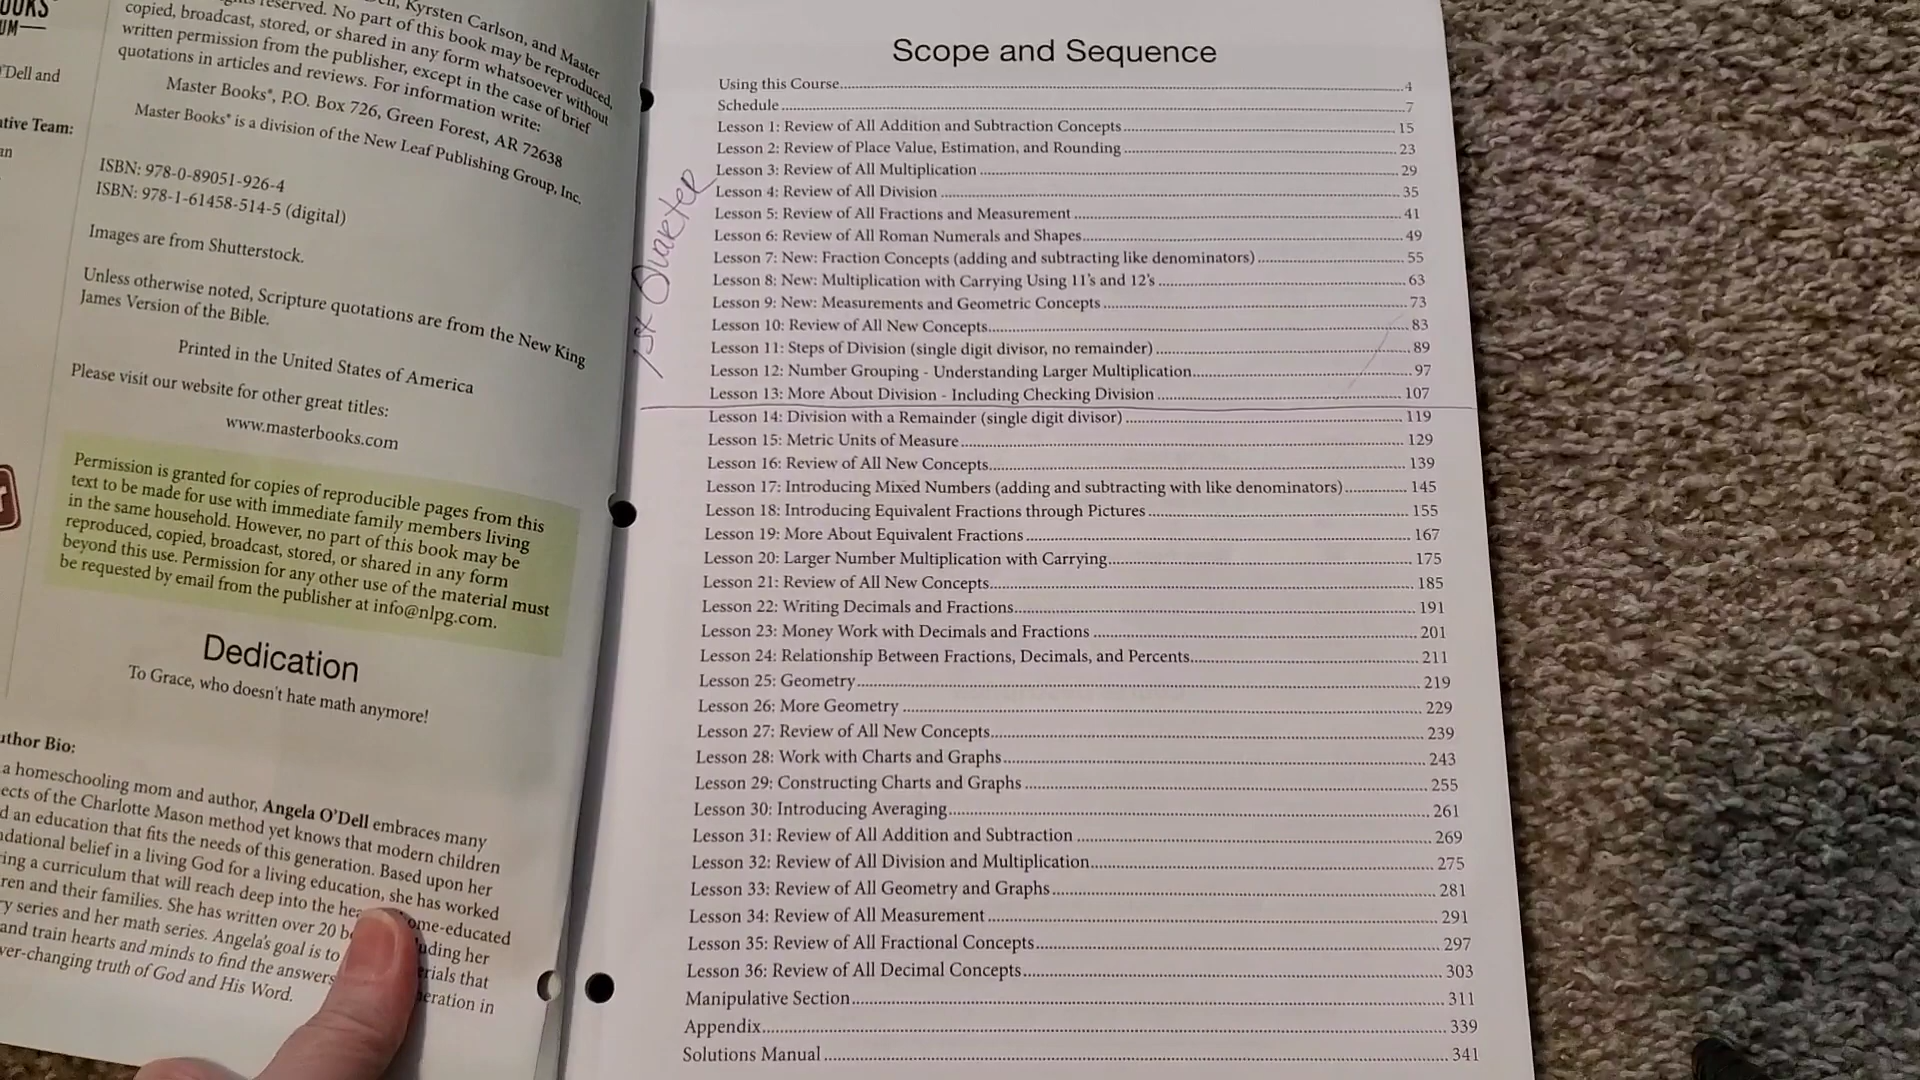 OOKS
UM
O'Dell and
ative Team:
an
reserved. No part of this book may be reproduced,
Kyrsten Carlson, and Master
copied, broadcast, stored, or shared in any form whatsoever without
written permission from the publisher, except in the case of brief
quotations in articles and reviews. For information write:
Master Books®, P.O. Box 726, Green Forest, AR 72638
Master Books® is a division of the New Leaf Publishing Group, Inc.
ISBN: 978-0-89051-926-4
ISBN: 978-1-61458-514-5 (digital)
Images are from Shutterstock.
Unless otherwise noted, Scripture quotations are from the New King
James Version of the Bible.
Printed in the United States of America
Please visit our website for other great titles:
www.masterbooks.com
Permission is granted for copies of reproducible pages from this
text to be made for use with immediate family members living
in the same household. However, no part of this book may be
reproduced, copied, broadcast, stored, or shared in any form
beyond this use. Permission for any other use of the material must
be requested by email from the publisher at info@nlpg.com.
Dedication
To Grace, who doesn't hate math anymore!
uthor Bio:
a homeschooling mom and author, Angela O'Dell embraces many
ects of the Charlotte Mason method yet knows that modern children
d an education that fits the needs of this generation. Based upon her
ndational belief in a living God for a living education, she has worked
ring a curriculum that will reach deep into the ome-educated
ren and their families. She has written over 20 luding her
y series and her math series. Angela's goal is to erials that
and train hearts and minds to find the answers neration in
ver-changing truth of God and His Word.
Scope and Sequence
Using this Course 4
Schedule 7
Lesson 1: Review of All Addition and Subtraction Concepts 15
Lesson 2: Review of Place Value, Estimation, and Rounding 23
Lesson 3: Review of All Multiplication 29
Lesson 4: Review of All Division 35
Lesson 5: Review of All Fractions and Measurement 41
Lesson 6: Review of All Roman Numerals and Shapes 49
Lesson 7: New: Fraction Concepts (adding and subtracting like denominators) 55
Lesson 8: New: Multiplication with Carrying Using 11's and 12's 63
Lesson 9: New: Measurements and Geometric Concepts 73
Lesson 10: Review of All New Concepts 83
Lesson 11: Steps of Division (single digit divisor, no remainder) 89
Lesson 12: Number Grouping - Understanding Larger Multiplication 97
Lesson 13: More About Division - Including Checking Division 107
1st Quarter
Lesson 14: Division with a Remainder (single digit divisor) 119
Lesson 15: Metric Units of Measure 129
Lesson 16: Review of All New Concepts 139
Lesson 17: Introducing Mixed Numbers (adding and subtracting with like denominators) 145
Lesson 18: Introducing Equivalent Fractions through Pictures 155
Lesson 19: More About Equivalent Fractions 167
Lesson 20: Larger Number Multiplication with Carrying 175
Lesson 21: Review of All New Concepts 185
Lesson 22: Writing Decimals and Fractions 191
Lesson 23: Money Work with Decimals and Fractions 201
Lesson 24: Relationship Between Fractions, Decimals, and Percents 211
Lesson 25: Geometry 219
Lesson 26: More Geometry 229
Lesson 27: Review of All New Concepts 239
Lesson 28: Work with Charts and Graphs 243
Lesson 29: Constructing Charts and Graphs 255
Lesson 30: Introducing Averaging 261
Lesson 31: Review of All Addition and Subtraction 269
Lesson 32: Review of All Division and Multiplication 275
Lesson 33: Review of All Geometry and Graphs 281
Lesson 34: Review of All Measurement 291
Lesson 35: Review of All Fractional Concepts 297
Lesson 36: Review of All Decimal Concepts 303
Manipulative Section 311
Appendix 339
Solutions Manual 341